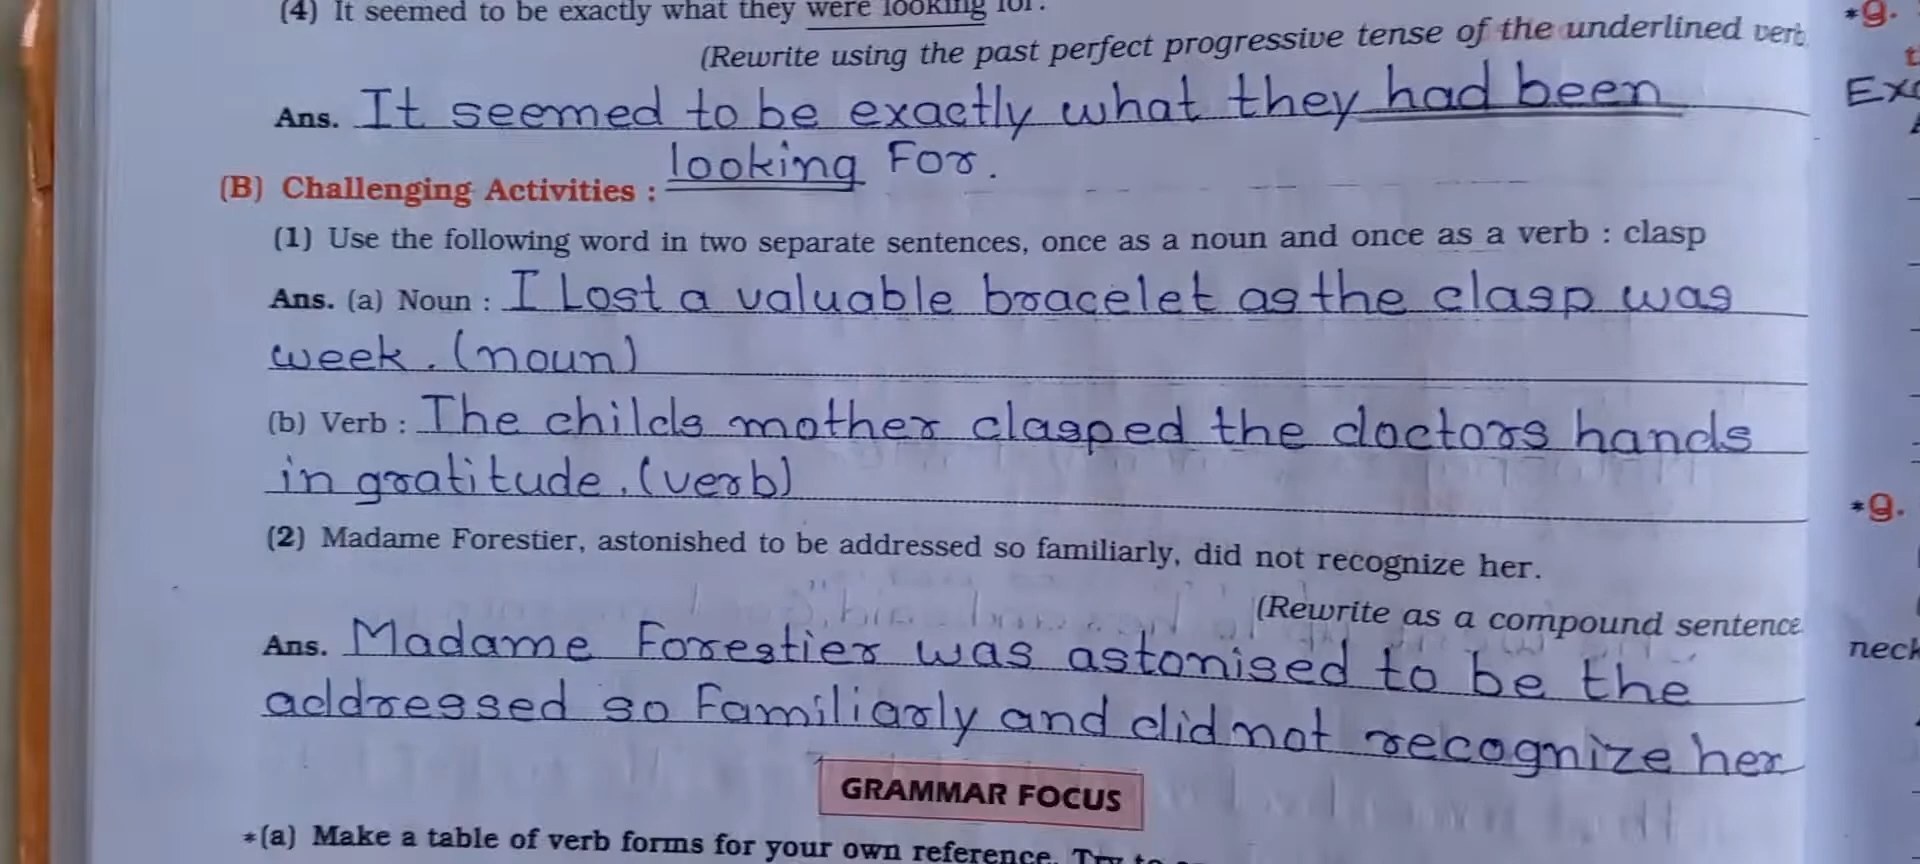 (4) It seemed to be exactly what they were looking for.
(Rewrite using the past perfect progressive tense of the underlined verb
Ans. It seemed to be exactly what they had been
looking For.
(B) Challenging Activities :
(1) Use the following word in two separate sentences, once as a noun and once as a verb : clasp
Ans. (a) Noun : I Lost a valuable bracelet as the clasp was
week. (noun)
(b) Verb : The childs mother clasped the doctors hands
in gratitude. (verb)
(2) Madame Forestier, astonished to be addressed so familiarly, did not recognize her.
(Rewrite as a compound sentence
Ans. Madame Forestier was astonised to be the
addressed so Familiarly and did not recognize her
GRAMMAR FOCUS
*(a) Make a table of verb forms for your own reference. Try to
*9.
*9.
neck